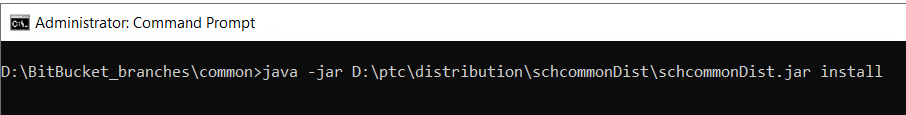 Administrator: Command Prompt
D:\BitBucket_branches\common>java -jar D:\ptc\distribution\schcommonDist\schcommonDist.jar install